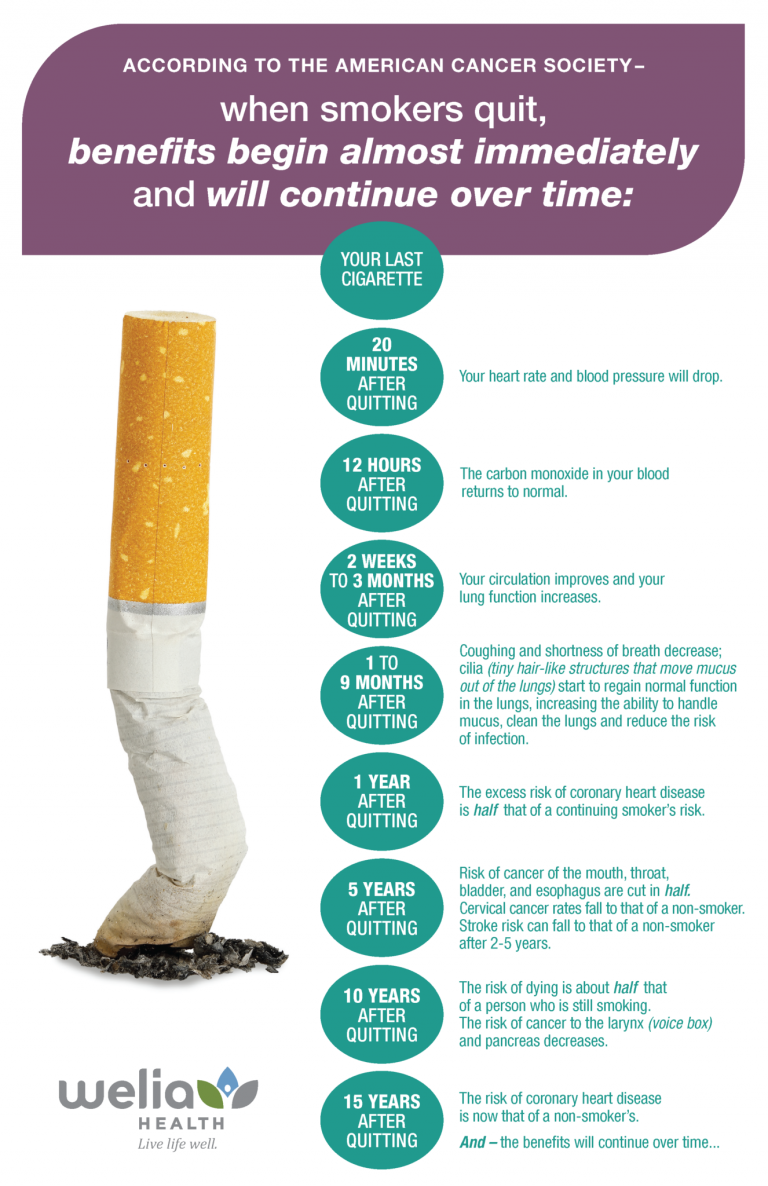 ACCORDING TO THE AMERICAN CANCER SOCIETY–
when smokers quit,
benefits begin almost immediately
and will continue over time:
YOUR LAST
CIGARETTE
20
MINUTES
AFTER
QUITTING
Your heart rate and blood pressure will drop.
12 HOURS
AFTER
QUITTING
The carbon monoxide in your blood
returns to normal.
2 WEEKS
TO 3 MONTHS
AFTER
QUITTING
Your circulation improves and your
lung function increases.
1 TO
9 MONTHS
AFTER
QUITTING
Coughing and shortness of breath decrease;
cilia (tiny hair-like structures that move mucus
out of the lungs) start to regain normal function
in the lungs, increasing the ability to handle
mucus, clean the lungs and reduce the risk
of infection.
1 YEAR
AFTER
QUITTING
The excess risk of coronary heart disease
is half that of a continuing smoker's risk.
5 YEARS
AFTER
QUITTING
Risk of cancer of the mouth, throat,
bladder, and esophagus are cut in half.
Cervical cancer rates fall to that of a non-smoker.
Stroke risk can fall to that of a non-smoker
after 2-5 years.
10 YEARS
AFTER
QUITTING
The risk of dying is about half that
of a person who is still smoking.
The risk of cancer to the larynx (voice box)
and pancreas decreases.
15 YEARS
AFTER
QUITTING
The risk of coronary heart disease
is now that of a non-smoker's.
And – the benefits will continue over time...
welia
HEALTH
Live life well.